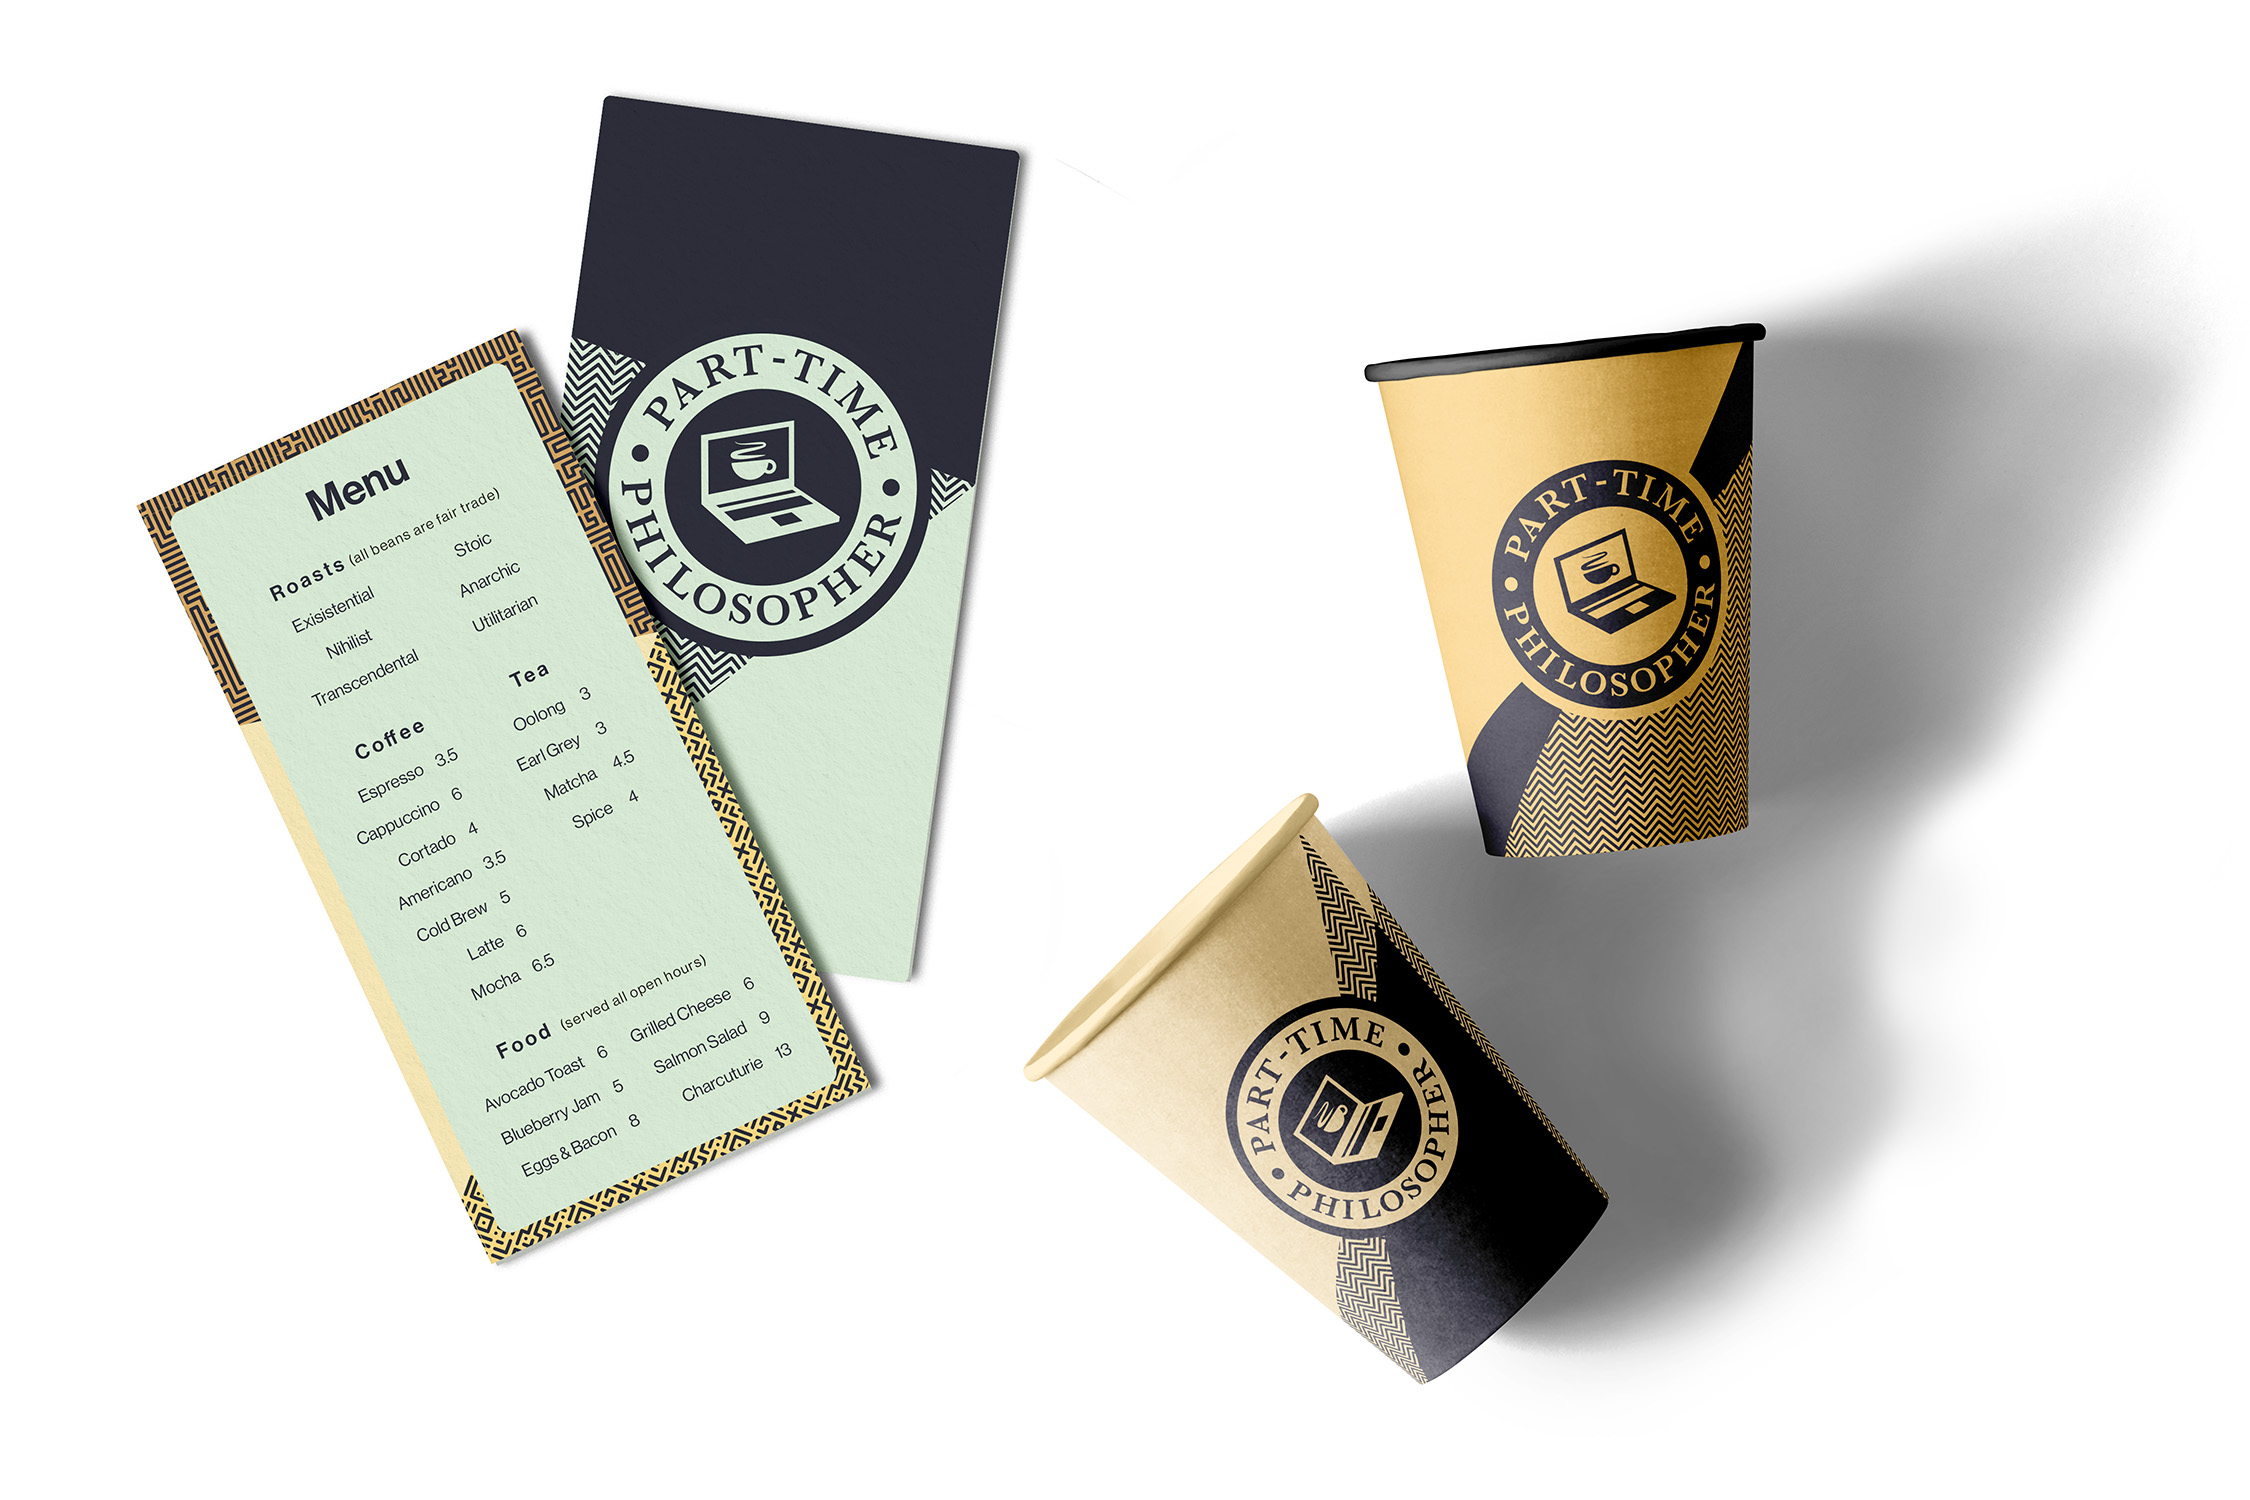 Menu
Roasts (all beans are fair trade)
Exisistential
Nihilist
Transcendental
Stoic
Anarchic
Utilitarian
Coffee
Espresso 3.5
Cappuccino 6
Cortado 4
Americano 3.5
Cold Brew 5
Latte 6
Mocha 6.5
Tea
Oolong 3
Earl Grey 3
Matcha 4.5
Spice 4
Food (served all open hours)
Avocado Toast 6
Blueberry Jam 5
Eggs & Bacon 8
Grilled Cheese 6
Salmon Salad 9
Charcuturie 13
PART-TIME
• PHILOSOPHER •
PART-TIME
• PHILOSOPHER •
PART-TIME
• PHILOSOPHER •